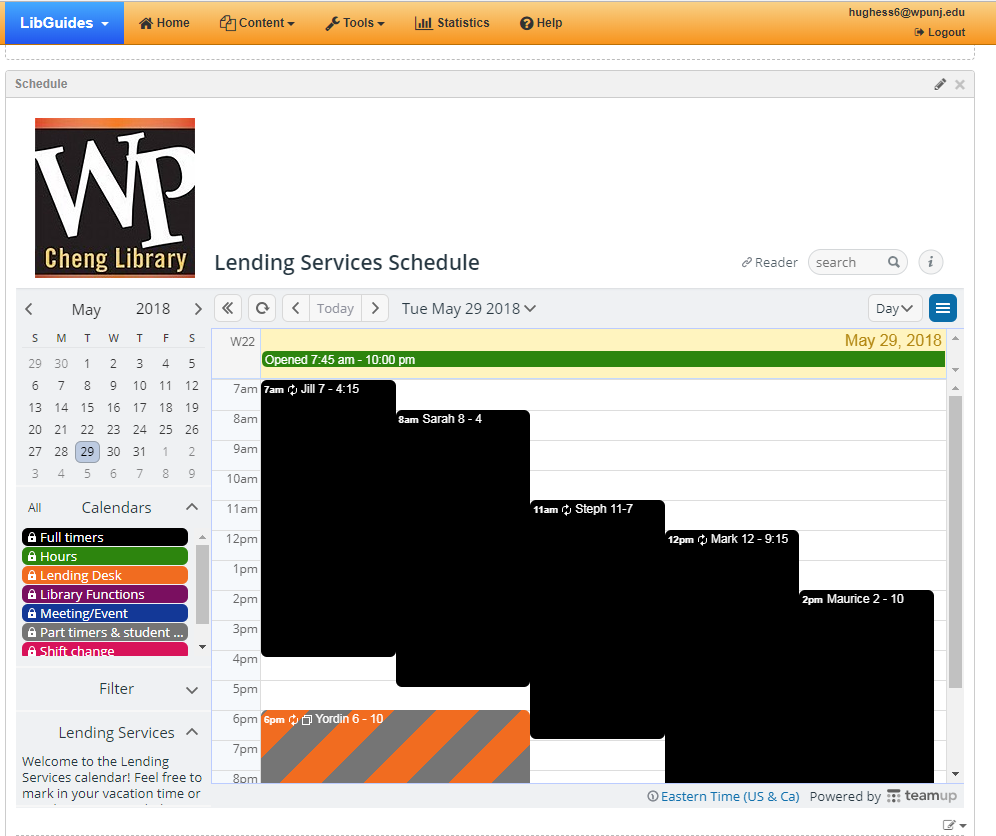 LibGuides
Home
Content
Tools
Statistics
Help
hughess6@wpunj.edu
Logout
Schedule
WP
Cheng Library
Lending Services Schedule
Reader
search
i
May 2018
Today
Tue May 29 2018
Day
S M T W T F S
29 30 1 2 3 4 5
6 7 8 9 10 11 12
13 14 15 16 17 18 19
20 21 22 23 24 25 26
27 28 29 30 31 1 2
3 4 5 6 7 8 9
All Calendars
Full timers
Hours
Lending Desk
Library Functions
Meeting/Event
Part timers & student ...
Shift change
Filter
Lending Services
Welcome to the Lending
Services calendar! Feel free to
mark in your vacation time or
W22
May 29, 2018
Opened 7:45 am - 10:00 pm
7am
8am
9am
10am
11am
12pm
1pm
2pm
3pm
4pm
5pm
6pm
7pm
8pm
7am Jill 7 - 4:15
8am Sarah 8 - 4
11am Steph 11-7
12pm Mark 12 - 9:15
2pm Maurice 2 - 10
6pm Yordin 6 - 10
Eastern Time (US & Ca)
Powered by teamup